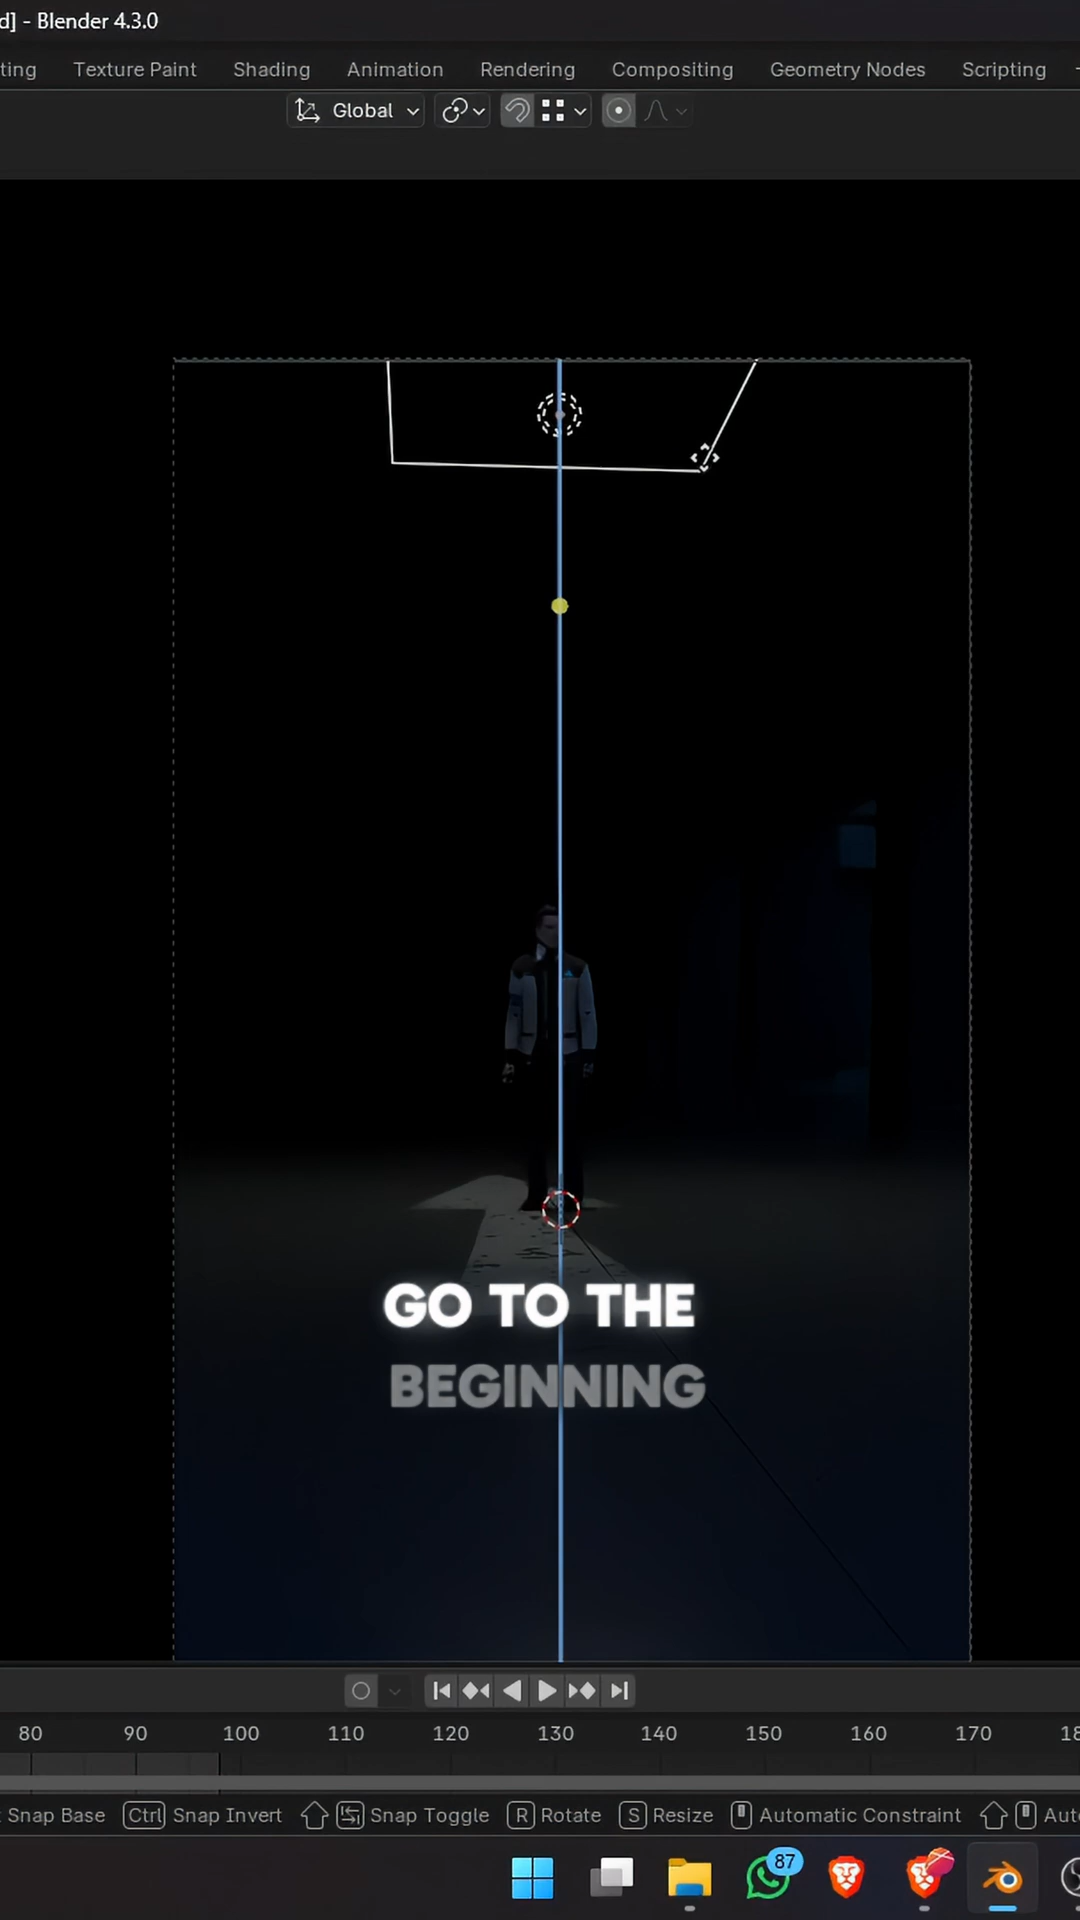 d] - Blender 4.3.0
ting Texture Paint Shading Animation Rendering Compositing Geometry Nodes Scripting
Global
GO TO THE
BEGINNING
80 90 100 110 120 130 140 150 160 170 18
Snap Base Ctrl Snap Invert Snap Toggle R Rotate S Resize Automatic Constraint Auto
87